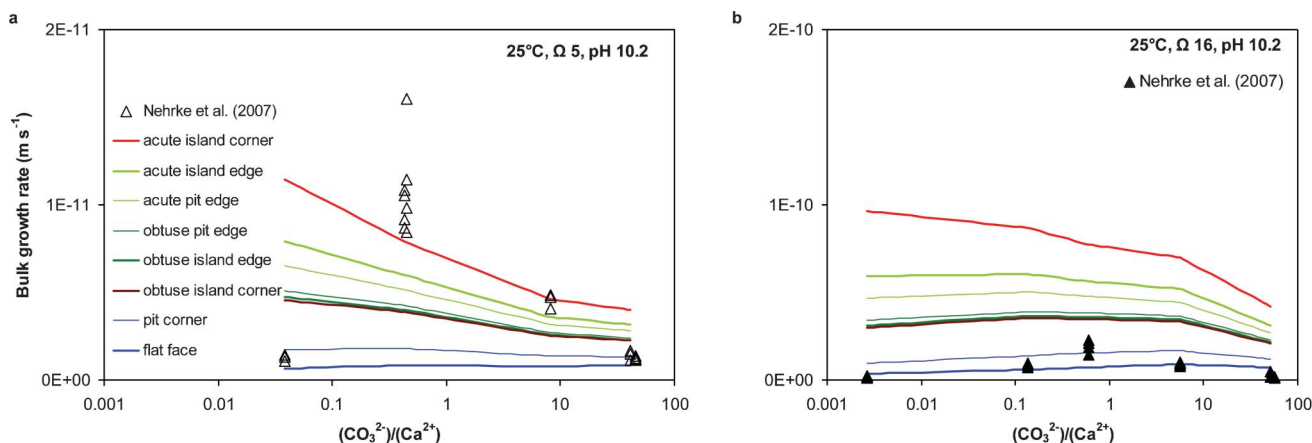 a
2E-11
25°C, Ω 5, pH 10.2
Nehrke et al. (2007)
acute island corner
acute island edge
acute pit edge
obtuse pit edge
obtuse island edge
obtuse island corner
pit corner
flat face
Bulk growth rate (m s⁻¹)
1E-11
0E+00
0.001 0.01 0.1 1 10 100
(CO₃²⁻)/(Ca²⁺)
b
2E-10
25°C, Ω 16, pH 10.2
Nehrke et al. (2007)
1E-10
0E+00
0.001 0.01 0.1 1 10 100
(CO₃²⁻)/(Ca²⁺)